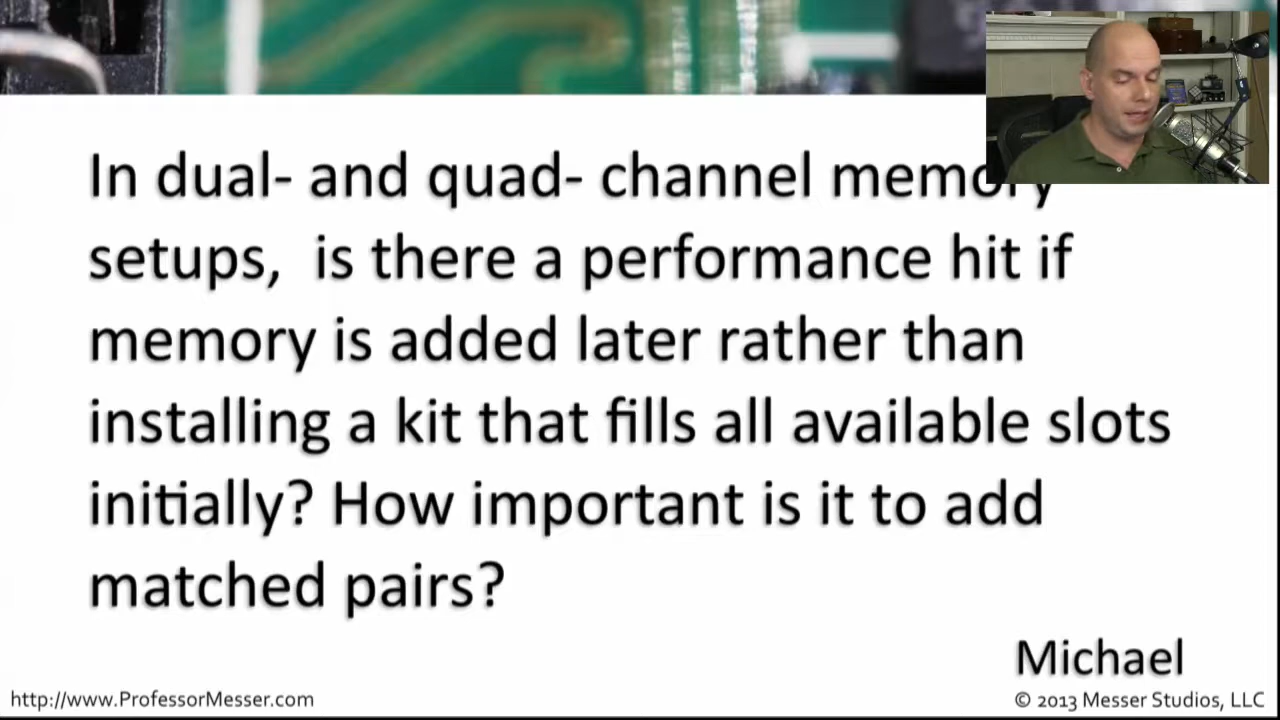 In dual- and quad- channel memory
setups,  is there a performance hit if
memory is added later rather than
installing a kit that fills all available slots
initially? How important is it to add
matched pairs?
Michael
http://www.ProfessorMesser.com
© 2013 Messer Studios, LLC